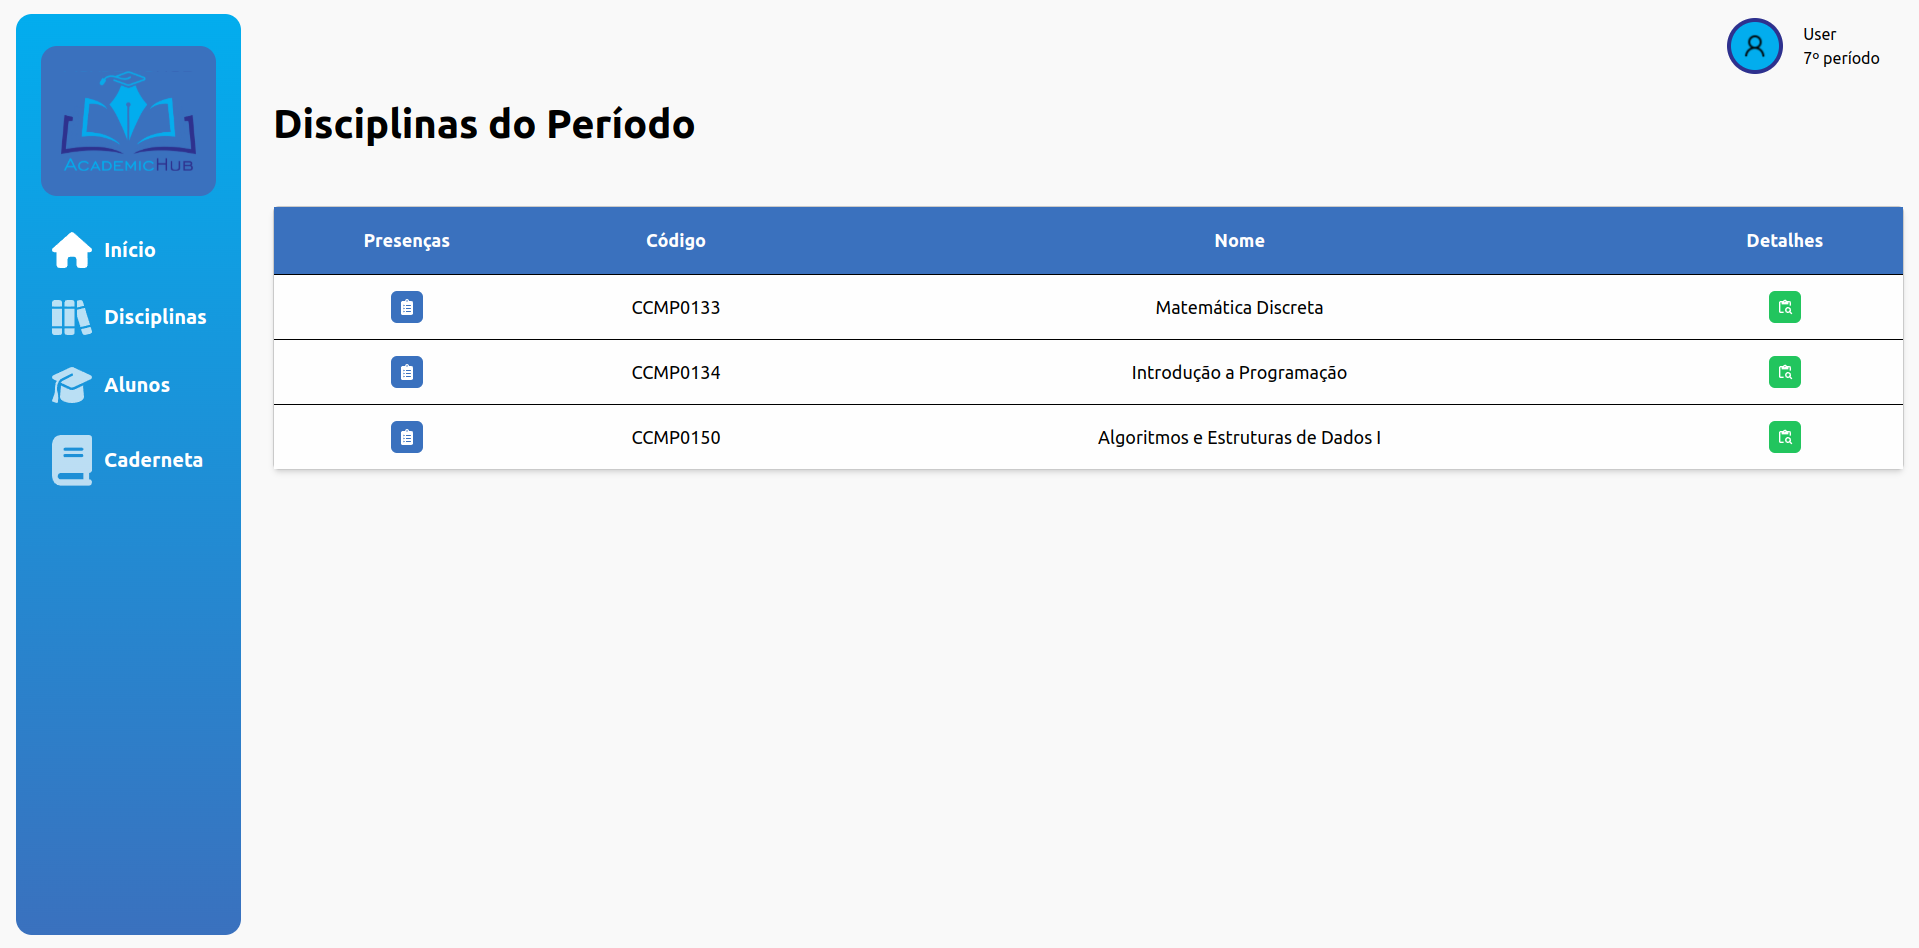 ACADEMICHUB
Início
Disciplinas
Alunos
Caderneta
User
7º período
Disciplinas do Período
Presenças Código Nome Detalhes
CCMP0133 Matemática Discreta
CCMP0134 Introdução a Programação
CCMP0150 Algoritmos e Estruturas de Dados I